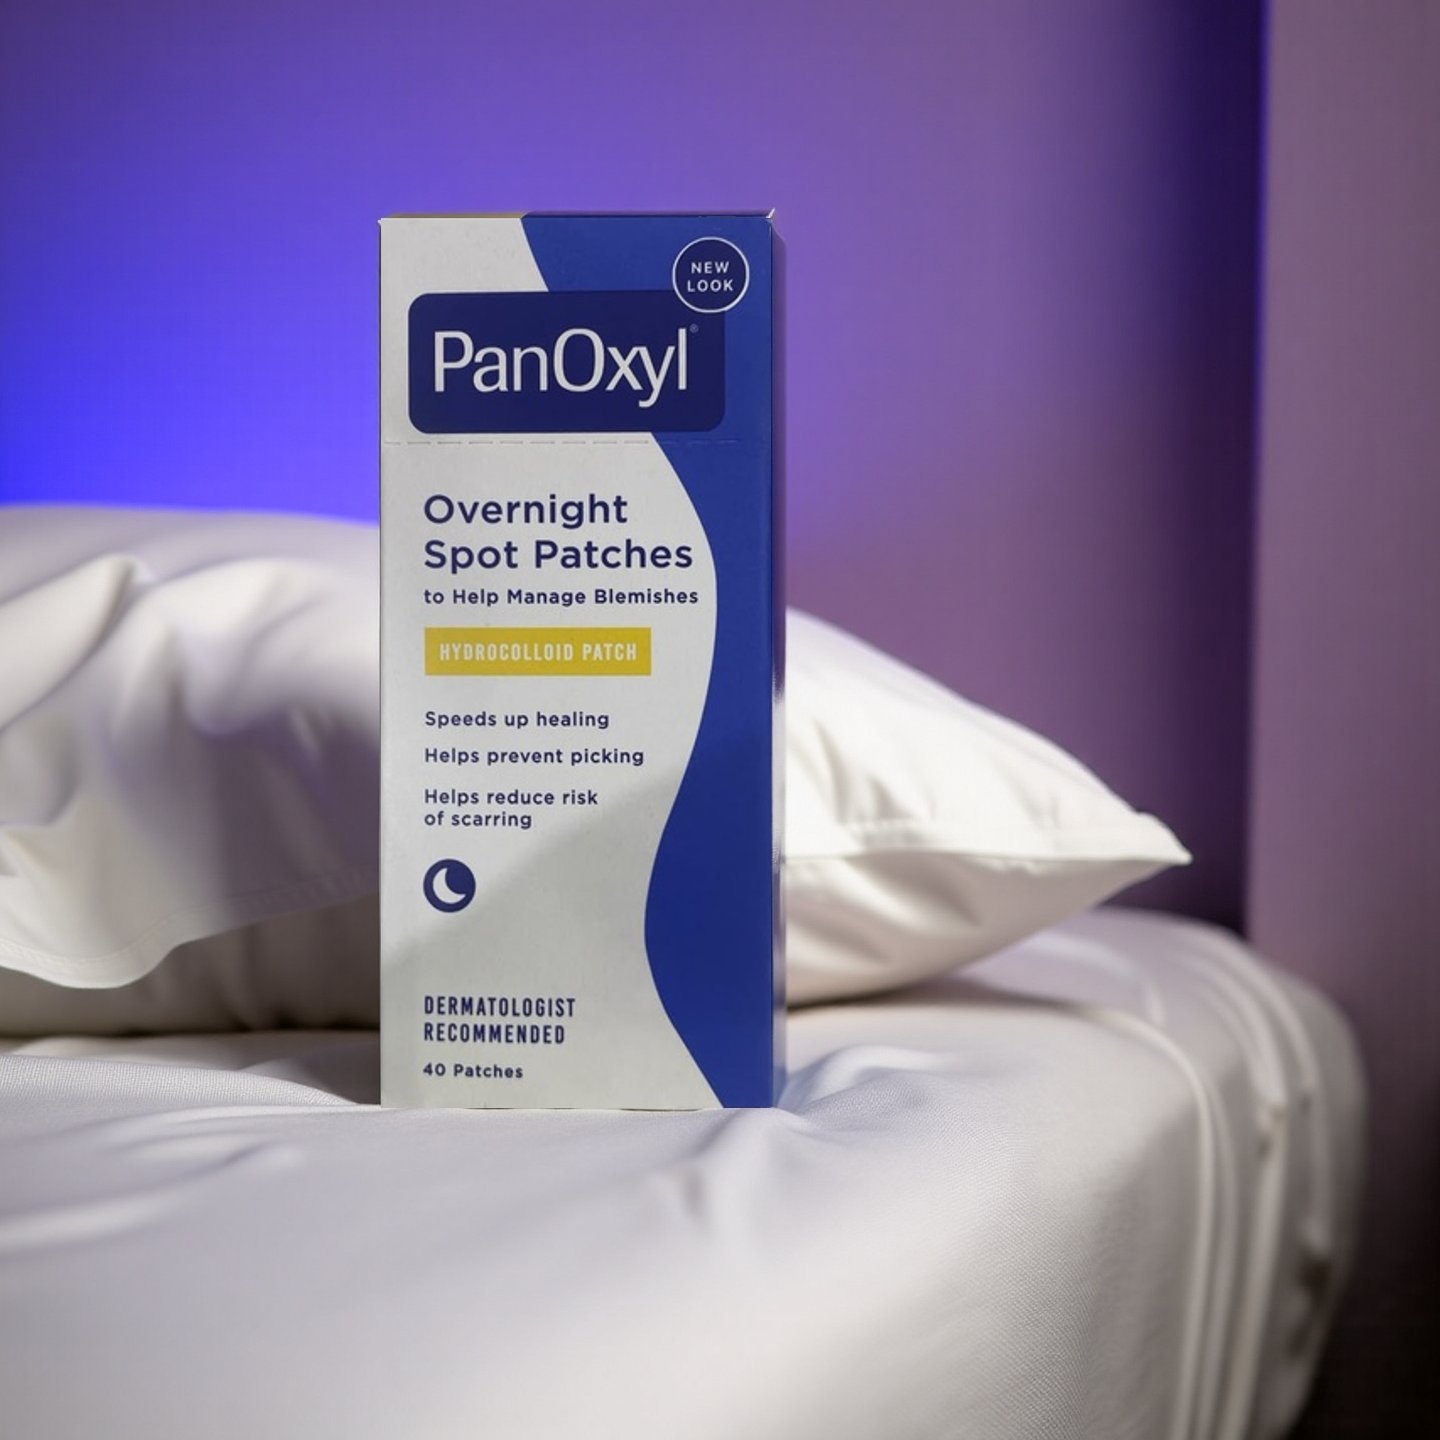 NEW
LOOK
PanOxyl®
Overnight
Spot Patches
to Help Manage Blemishes
HYDROCOLLOID PATCH
Speeds up healing
Helps prevent picking
Helps reduce risk
of scarring
DERMATOLOGIST
RECOMMENDED
40 Patches